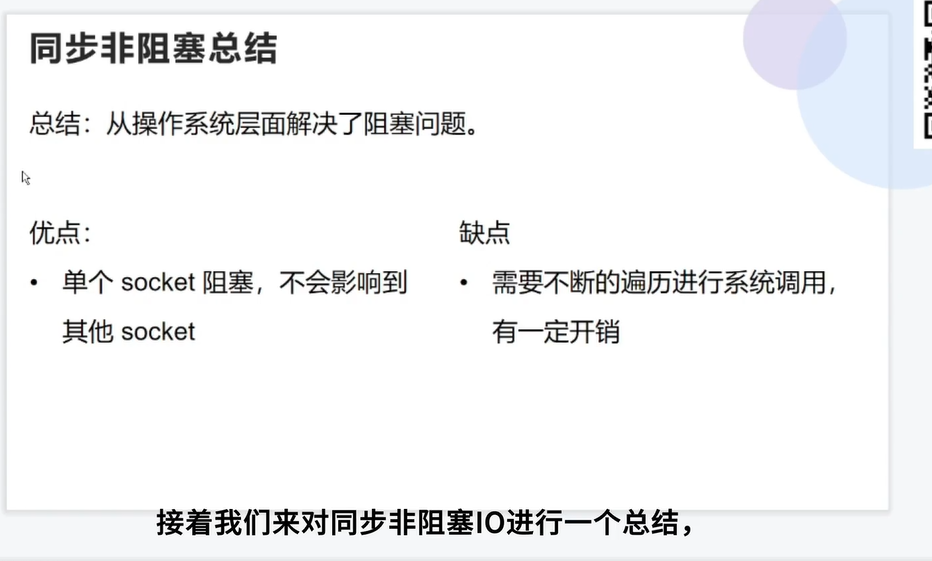 同步非阻塞总结
总结：从操作系统层面解决了阻塞问题。
优点：
• 单个 socket 阻塞，不会影响到
其他 socket
缺点
• 需要不断的遍历进行系统调用，
有一定开销
接着我们来对同步非阻塞IO进行一个总结，